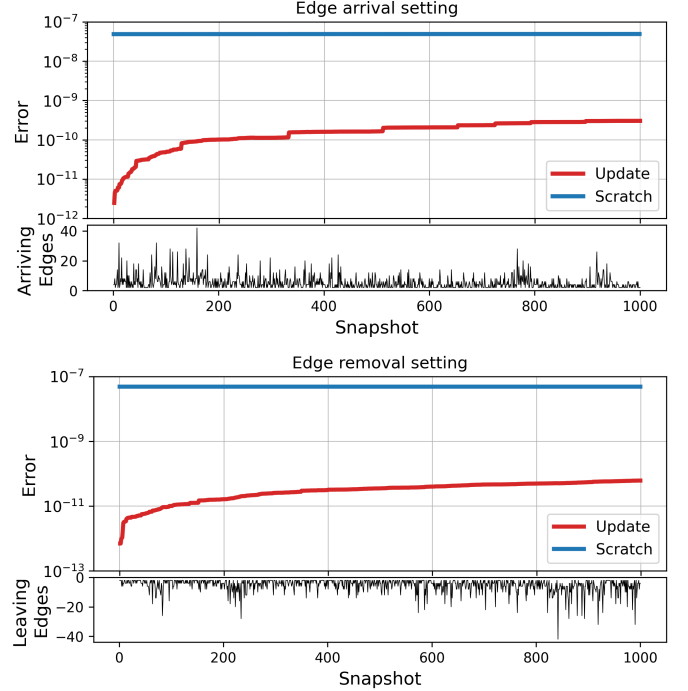 Edge arrival setting
10⁻⁷
10⁻⁸
10⁻⁹
10⁻¹⁰
10⁻¹¹
10⁻¹²
Error
Update
Scratch
Arriving
Edges
40
20
0
0 200 400 600 800 1000
Snapshot
Edge removal setting
10⁻⁷
10⁻⁹
10⁻¹¹
10⁻¹³
Error
Update
Scratch
Leaving
Edges
0
−20
−40
0 200 400 600 800 1000
Snapshot